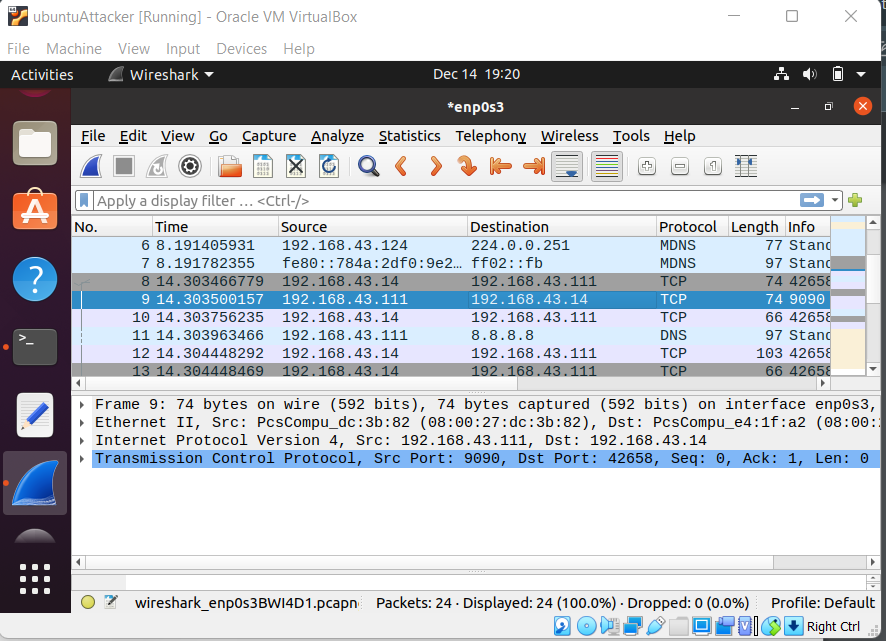 ubuntuAttacker [Running] - Oracle VM VirtualBox
File Machine View Input Devices Help
Activities Wireshark Dec 14 19:20
*enp0s3
File Edit View Go Capture Analyze Statistics Telephony Wireless Tools Help
Apply a display filter … <Ctrl-/>
No. Time Source Destination Protocol Length Info
6 8.191405931 192.168.43.124 224.0.0.251 MDNS 77 Stand
7 8.191782355 fe80::784a:2df0:9e2… ff02::fb MDNS 97 Stand
8 14.303466779 192.168.43.14 192.168.43.111 TCP 74 42658
9 14.303500157 192.168.43.111 192.168.43.14 TCP 74 9090
10 14.303756235 192.168.43.14 192.168.43.111 TCP 66 42658
11 14.303963466 192.168.43.111 8.8.8.8 DNS 97 Stand
12 14.304448292 192.168.43.14 192.168.43.111 TCP 103 42658
13 14.304448469 192.168.43.14 192.168.43.111 TCP 66 42658
Frame 9: 74 bytes on wire (592 bits), 74 bytes captured (592 bits) on interface enp0s3,
Ethernet II, Src: PcsCompu_dc:3b:82 (08:00:27:dc:3b:82), Dst: PcsCompu_e4:1f:a2 (08:00:
Internet Protocol Version 4, Src: 192.168.43.111, Dst: 192.168.43.14
Transmission Control Protocol, Src Port: 9090, Dst Port: 42658, Seq: 0, Ack: 1, Len: 0
wireshark_enp0s3BWI4D1.pcapn Packets: 24 · Displayed: 24 (100.0%) · Dropped: 0 (0.0%) Profile: Default
Right Ctrl